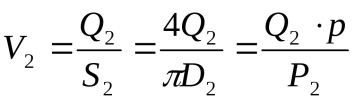 V₂ = Q₂/S₂ = 4Q₂/πD₂ = Q₂ · p/P₂